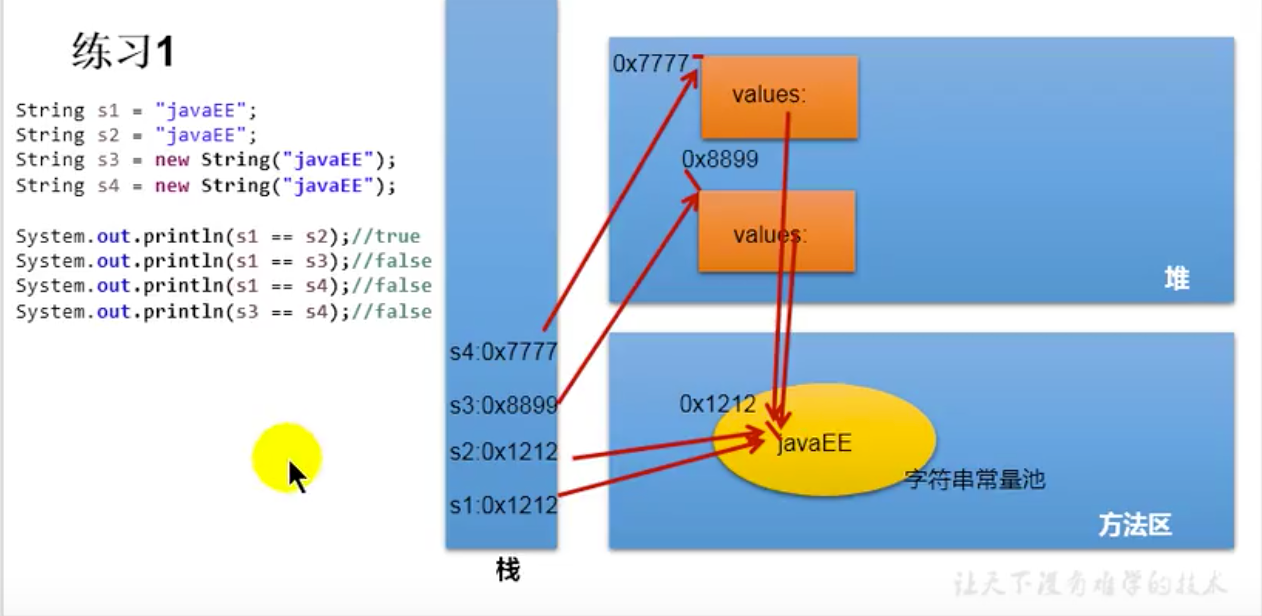 练习1
String s1 = "javaEE";
String s2 = "javaEE";
String s3 = new String("javaEE");
String s4 = new String("javaEE");
System.out.println(s1 == s2);//true
System.out.println(s1 == s3);//false
System.out.println(s1 == s4);//false
System.out.println(s3 == s4);//false
s4:0x7777
s3:0x8899
s2:0x1212
s1:0x1212
栈
0x7777
values:
0x8899
values:
堆
0x1212
javaEE
字符串常量池
方法区
让天下没有难学的技术